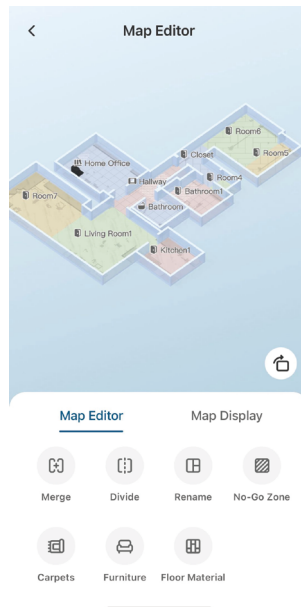 Map Editor
Room6
Closet
Room5
Home Office
Hallway
Room4
Bathroom1
Room7
Bathroom
Living Room1
Kitchen1
Map Editor
Map Display
Merge
Divide
Rename
No-Go Zone
Carpets
Furniture
Floor Material